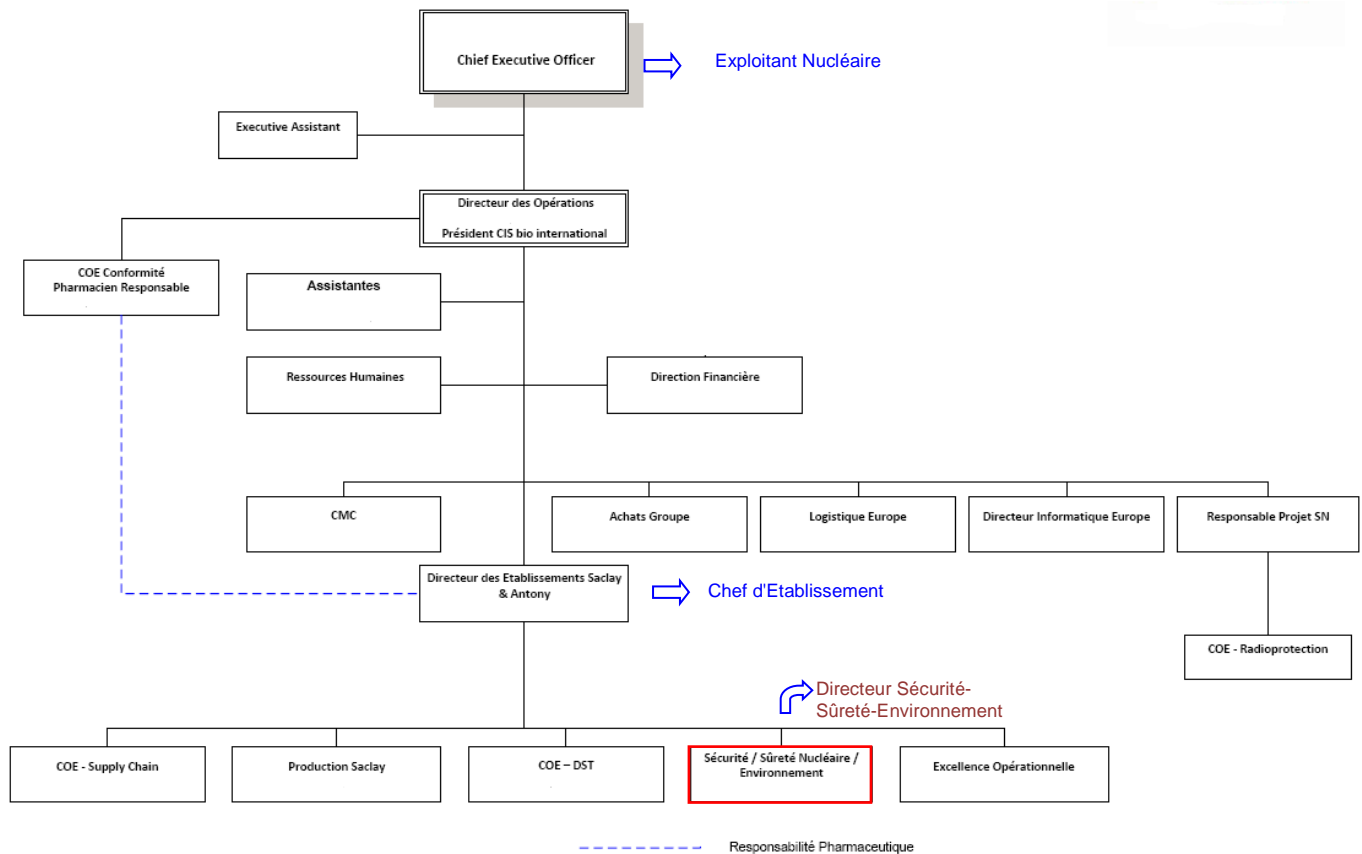 Chief Executive Officer
Exploitant Nucléaire
Executive Assistant
Directeur des Opérations
Président CIS bio international
COE Conformité
Pharmacien Responsable
Assistantes
Ressources Humaines
Direction Financière
CMC
Achats Groupe
Logistique Europe
Directeur Informatique Europe
Responsable Projet SN
Directeur des Etablissements Saclay
& Antony
Chef d'Etablissement
COE - Radioprotection
Directeur Sécurité-
Sûreté-Environnement
COE - Supply Chain
Production Saclay
COE – DST
Sécurité / Sûreté Nucléaire /
Environnement
Excellence Opérationnelle
Responsabilité Pharmaceutique